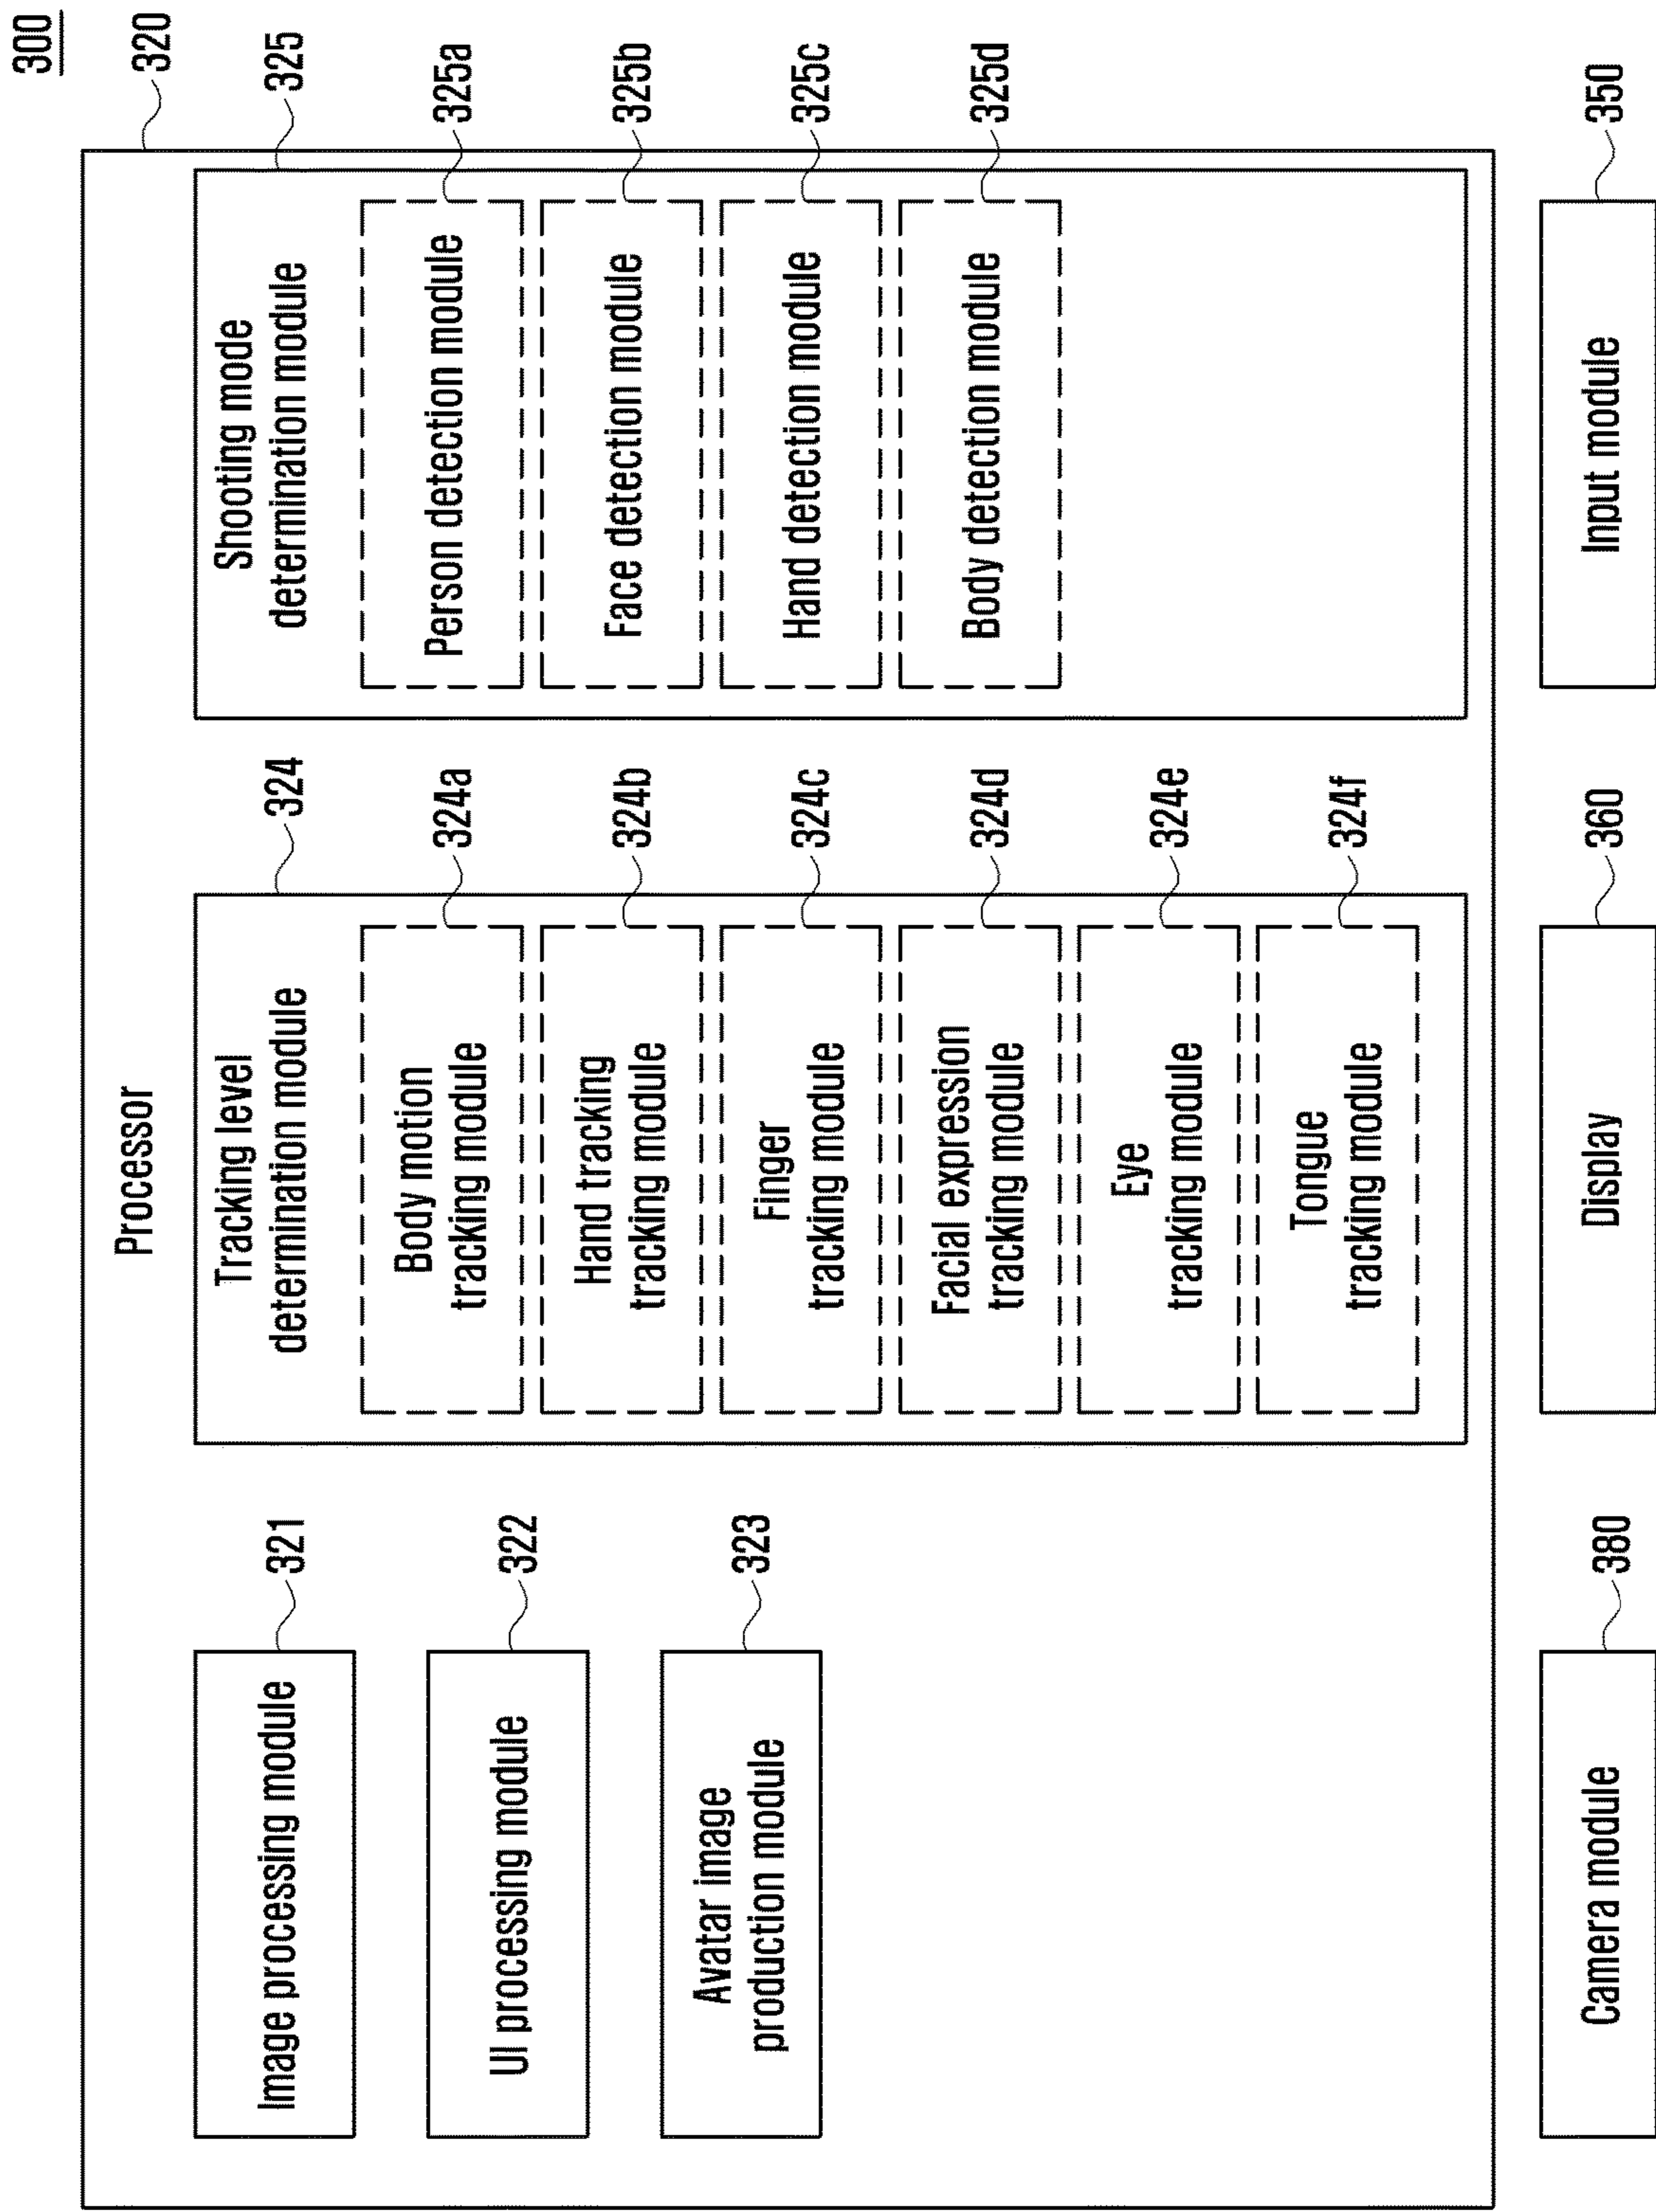 300
320
Processor
Image processing module
321
UI processing module
322
Avatar image
production module
323
Tracking level
determination module
324
Body motion
tracking module
324a
Hand tracking
tracking module
324b
Finger
tracking module
324c
Facial expression
tracking module
324d
Eye
tracking module
324e
Tongue
tracking module
324f
Shooting mode
determination module
325
Person detection module
325a
Face detection module
325b
Hand detection module
325c
Body detection module
325d
Camera module
380
Display
360
Input module
350